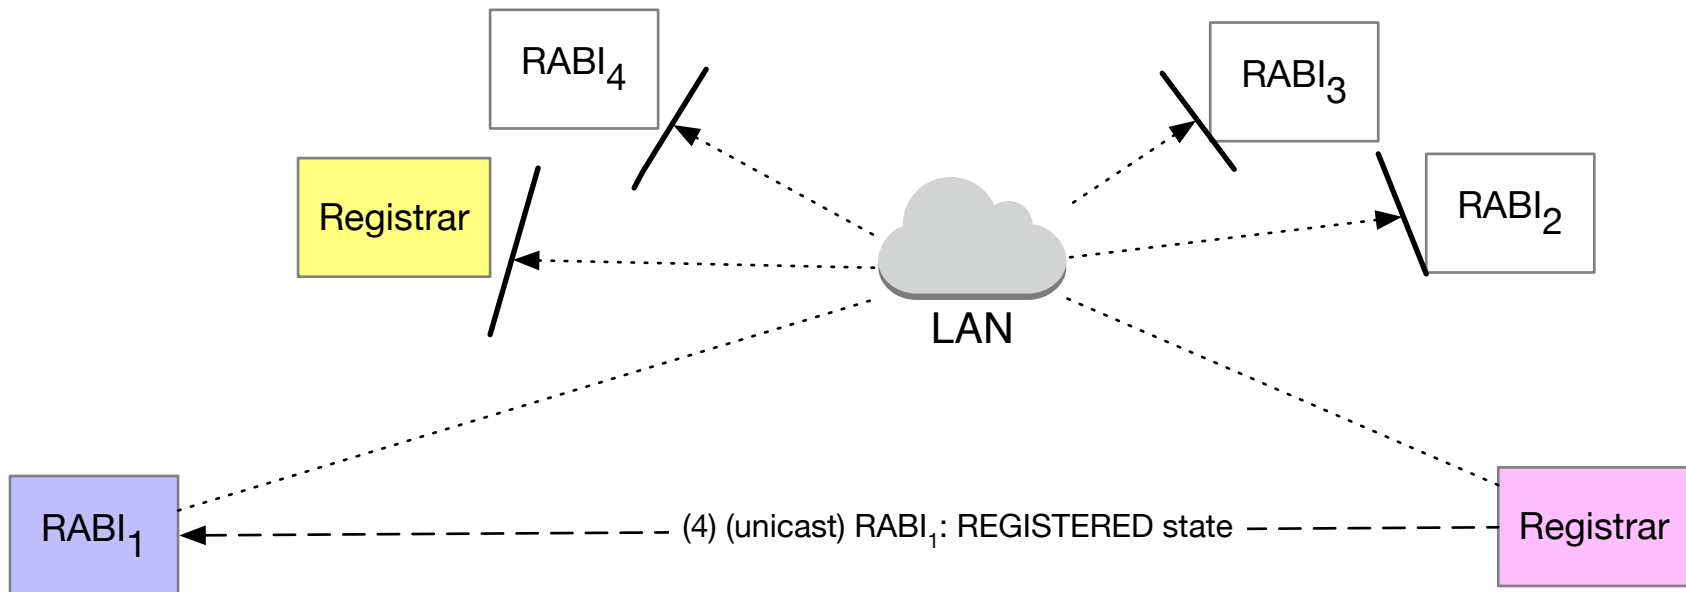 RABI4
RABI3
Registrar
RABI2
LAN
RABI1
(4) (unicast) RABI1: REGISTERED state
Registrar